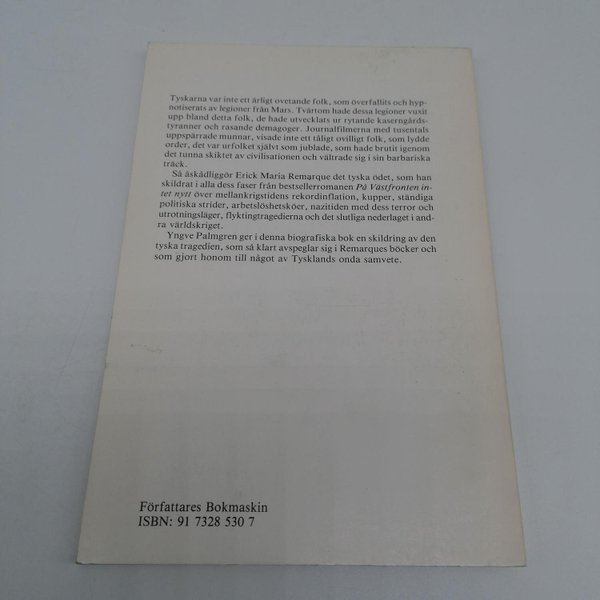 Tyskarna var inte ett ärligt ovetande folk, som överfallits och hyp-
notiserats av legioner från Mars. Tvärtom hade dessa legioner vuxit
upp bland detta folk, de hade utvecklats ur rytande kaserngårds-
tyranner och rasande demagoger. Journalfilmerna med tusentals
uppspärrade munnar, visade inte ett tåligt ovilligt folk, som lydde
order, det var urfolket självt som jublade, som hade brutit igenom
det tunna skiktet av civilisationen och vältrade sig i sin barbariska
träck.
Så åskådliggör Erick Maria Remarque det tyska ödet, som han
skildrat i alla dess faser från bestsellerromanen På Västfronten in-
tet nytt över mellankrigstidens rekordinflation, kupper, ständiga
politiska strider, arbetslöshetsköer, nazitiden med dess terror och
utrotningsläger, flyktingtragedierna och det slutliga nederlaget i and-
ra världskriget.
Yngve Palmgren ger i denna biografiska bok en skildring av den
tyska tragedien, som så klart avspeglar sig i Remarques böcker och
som gjort honom till något av Tysklands onda samvete.
Författares Bokmaskin
ISBN: 91 7328 530 7